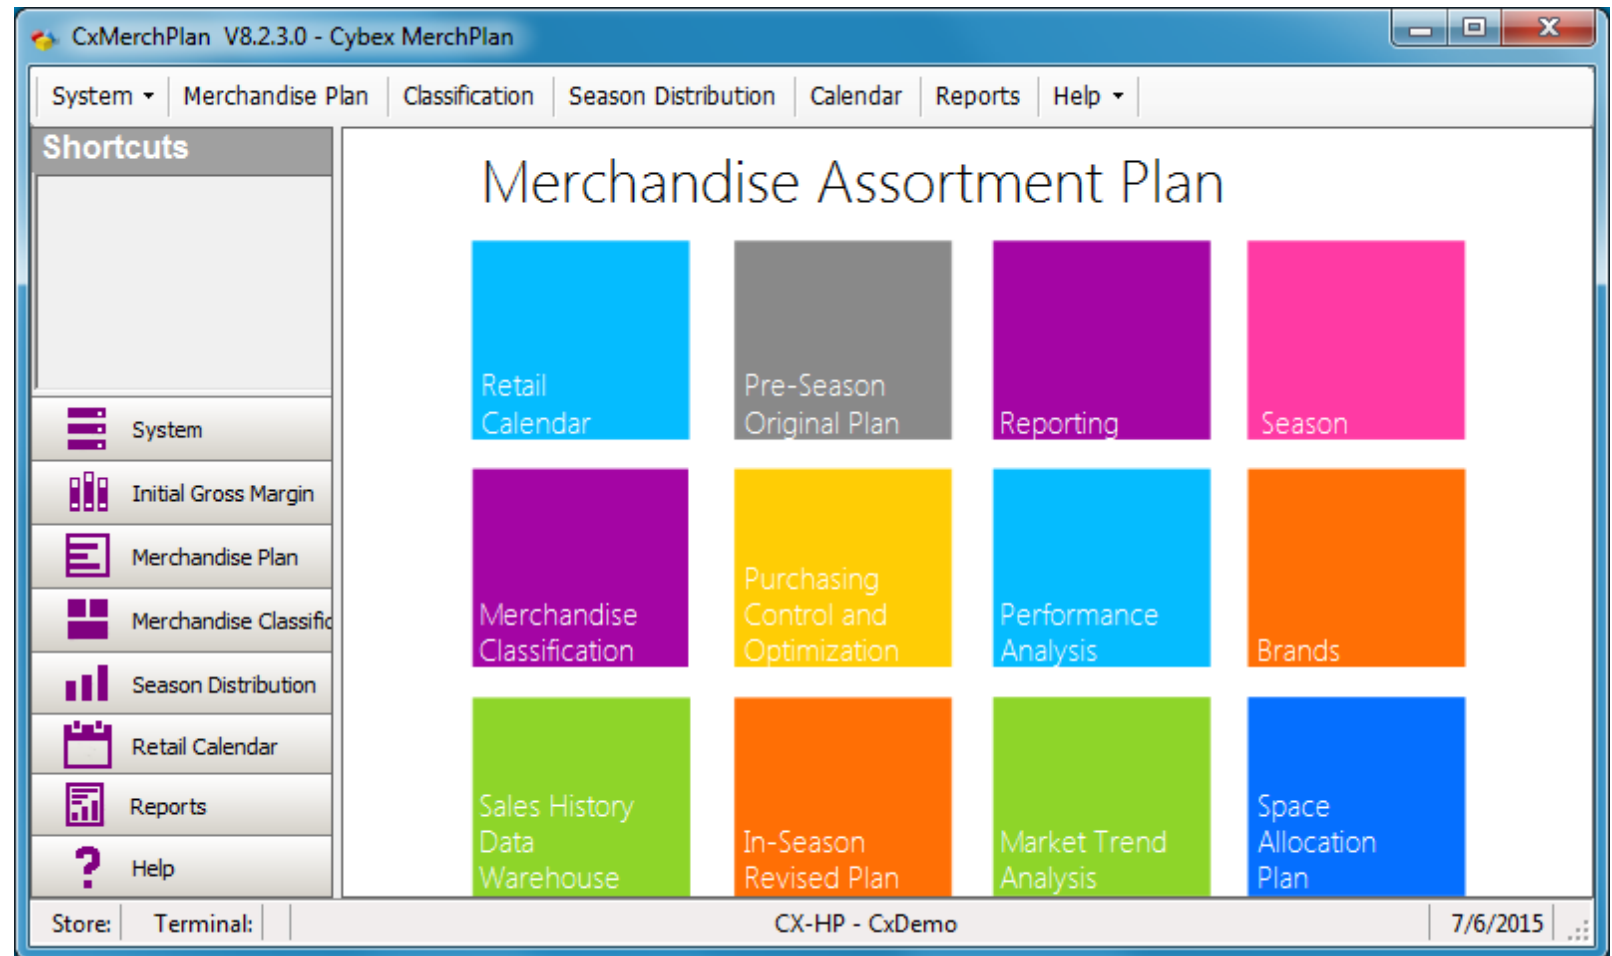 CxMerchPlan V8.2.3.0 - Cybex MerchPlan
System
Merchandise Plan
Classification
Season Distribution
Calendar
Reports
Help
Shortcuts
System
Initial Gross Margin
Merchandise Plan
Merchandise Classific
Season Distribution
Retail Calendar
Reports
Help
Merchandise Assortment Plan
Retail
Calendar
Pre-Season
Original Plan
Reporting
Season
Merchandise
Classification
Purchasing
Control and
Optimization
Performance
Analysis
Brands
Sales History
Data
Warehouse
In-Season
Revised Plan
Market Trend
Analysis
Space
Allocation
Plan
Store:
Terminal:
CX-HP - CxDemo
7/6/2015